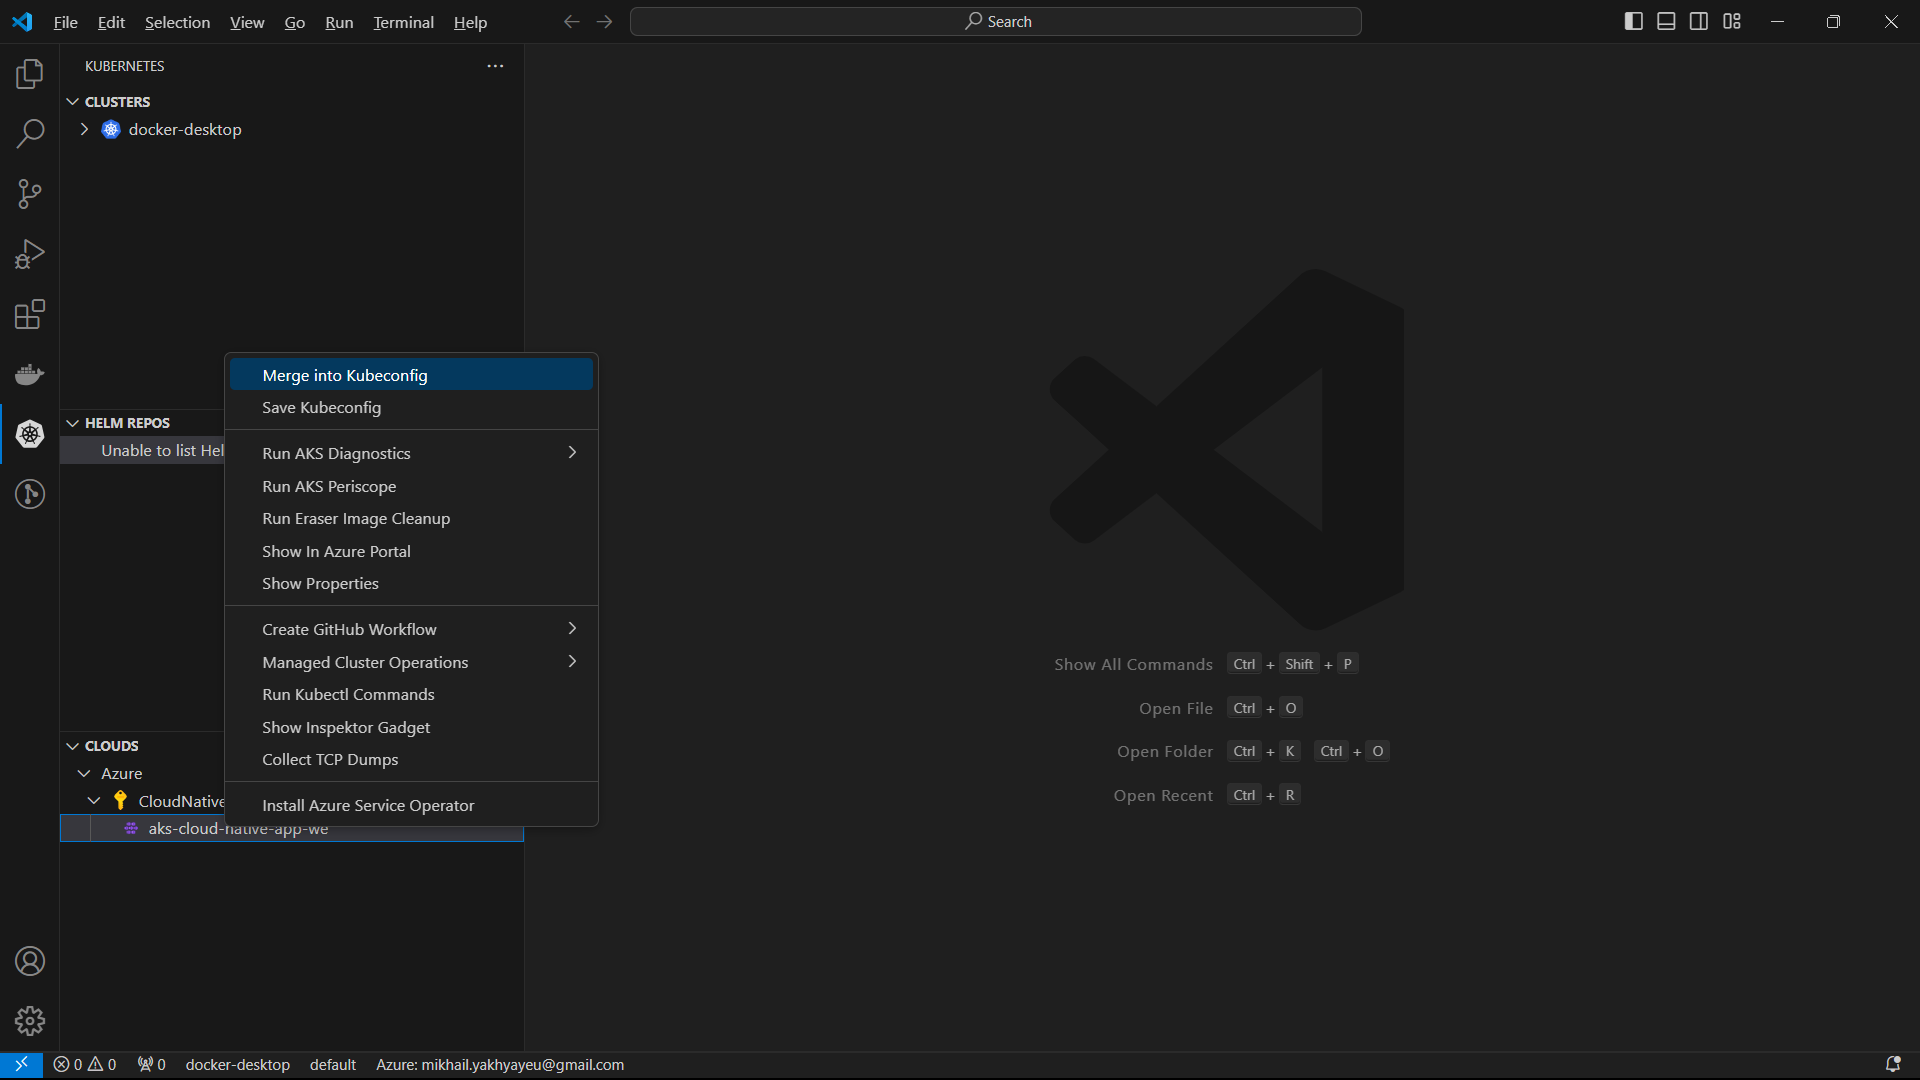 File Edit Selection View Go Run Terminal Help
Search
KUBERNETES
CLUSTERS
docker-desktop
Merge into Kubeconfig
Save Kubeconfig
HELM REPOS
Unable to list Hel
Run AKS Diagnostics
Run AKS Periscope
Run Eraser Image Cleanup
Show In Azure Portal
Show Properties
Create GitHub Workflow
Managed Cluster Operations
Run Kubectl Commands
Show Inspektor Gadget
Collect TCP Dumps
Install Azure Service Operator
CLOUDS
Azure
CloudNative
aks-cloud-native-app-we
Show All Commands Ctrl + Shift + P
Open File Ctrl + O
Open Folder Ctrl + K Ctrl + O
Open Recent Ctrl + R
0 0 0 docker-desktop default Azure: mikhail.yakhyayeu@gmail.com